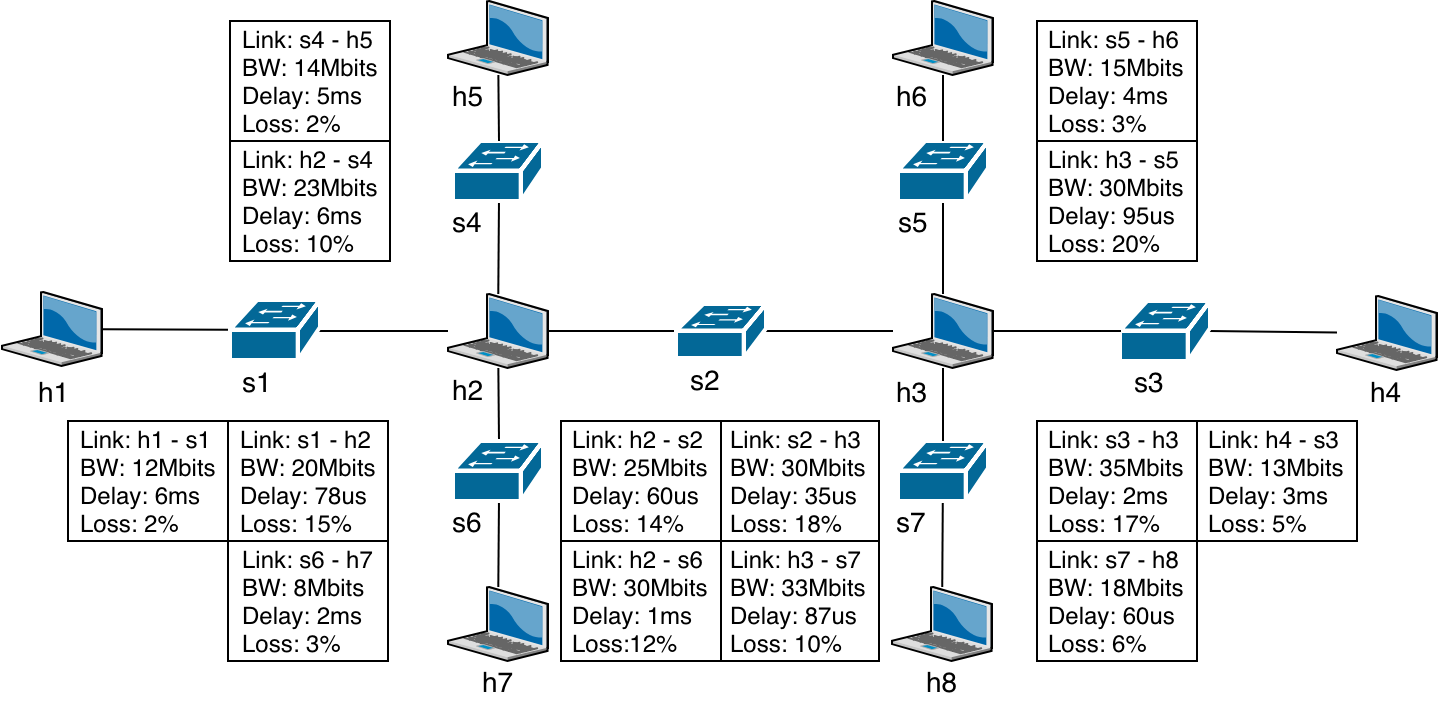 Link: s4 - h5
BW: 14Mbits
Delay: 5ms
Loss: 2%
h5
h6
Link: s5 - h6
BW: 15Mbits
Delay: 4ms
Loss: 3%
Link: h2 - s4
BW: 23Mbits
Delay: 6ms
Loss: 10%
s4
s5
Link: h3 - s5
BW: 30Mbits
Delay: 95us
Loss: 20%
h1
s1
h2
s2
h3
s3
h4
Link: h1 - s1
BW: 12Mbits
Delay: 6ms
Loss: 2%
Link: s1 - h2
BW: 20Mbits
Delay: 78us
Loss: 15%
s6
Link: h2 - s2
BW: 25Mbits
Delay: 60us
Loss: 14%
Link: s2 - h3
BW: 30Mbits
Delay: 35us
Loss: 18%
s7
Link: s3 - h3
BW: 35Mbits
Delay: 2ms
Loss: 17%
Link: h4 - s3
BW: 13Mbits
Delay: 3ms
Loss: 5%
Link: s6 - h7
BW: 8Mbits
Delay: 2ms
Loss: 3%
h7
Link: h2 - s6
BW: 30Mbits
Delay: 1ms
Loss:12%
Link: h3 - s7
BW: 33Mbits
Delay: 87us
Loss: 10%
h8
Link: s7 - h8
BW: 18Mbits
Delay: 60us
Loss: 6%